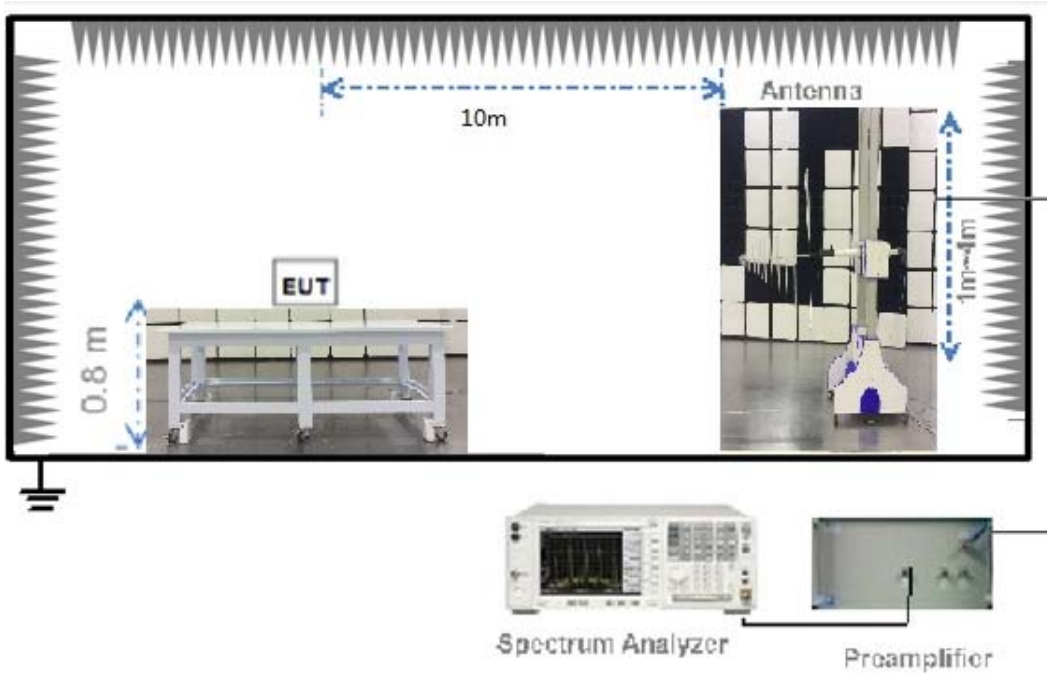 Antenna
10m
EUT
1m~4m
0.8 m
Spectrum Analyzer
Preamplifier